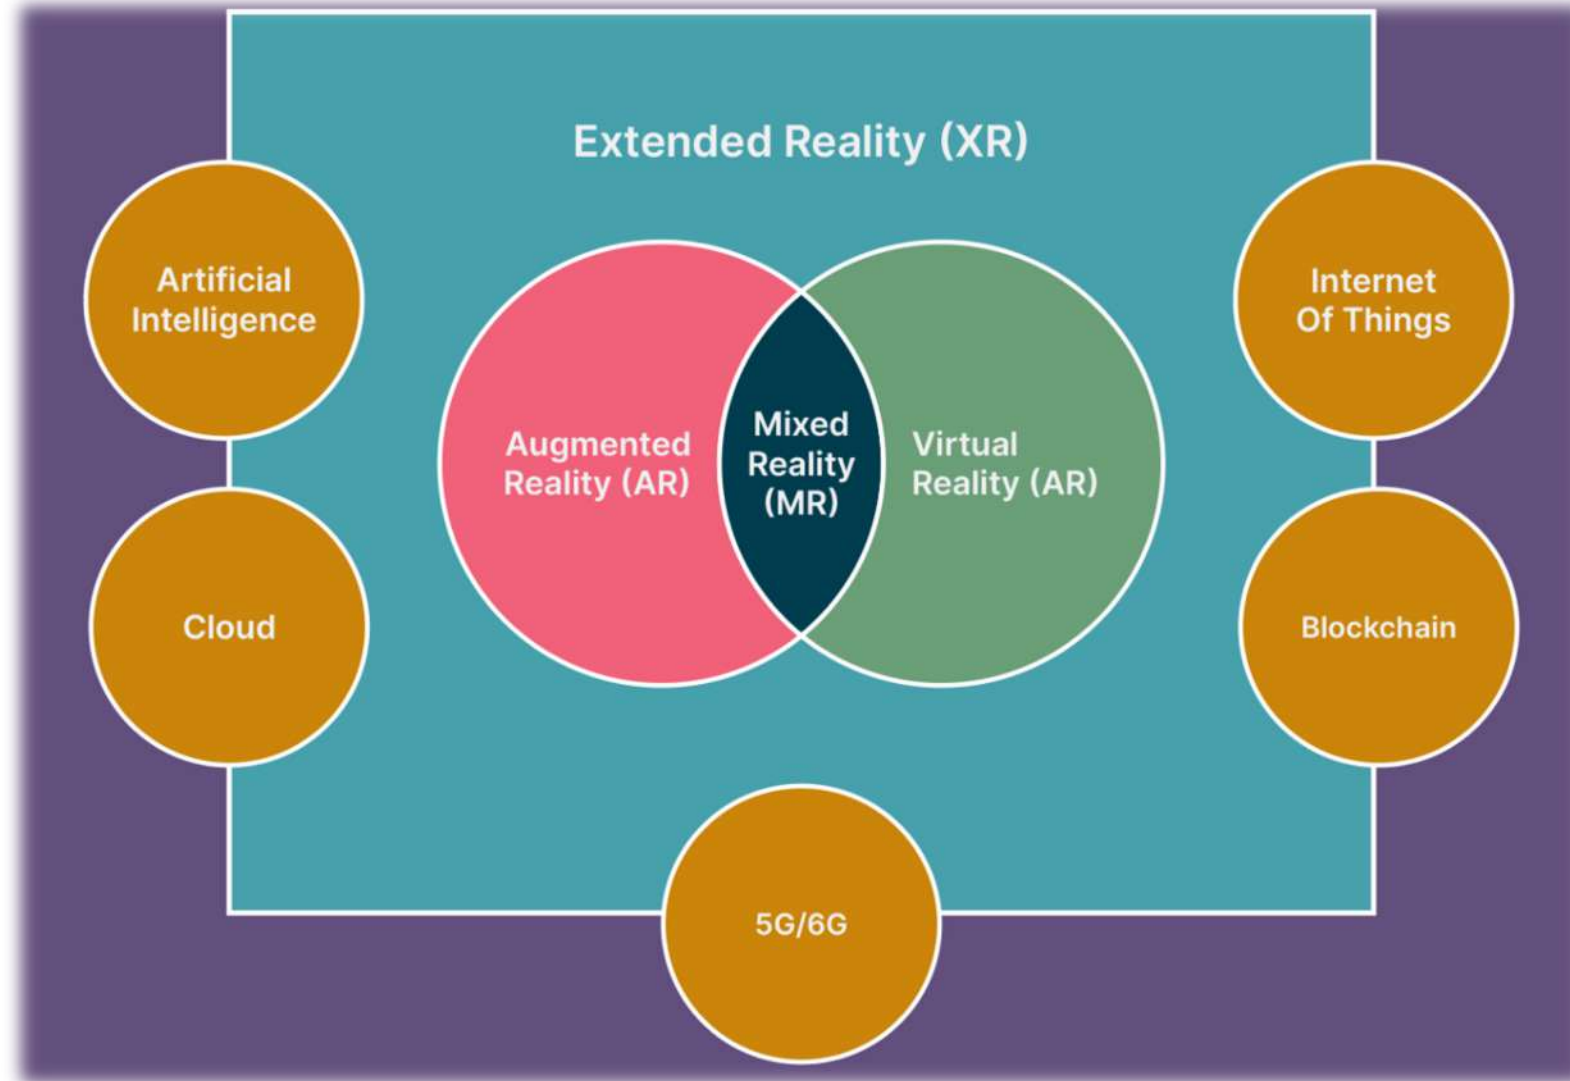 Extended Reality (XR)
Artificial
Intelligence
Internet
Of Things
Augmented
Reality (AR)
Mixed
Reality
(MR)
Virtual
Reality (AR)
Cloud
Blockchain
5G/6G